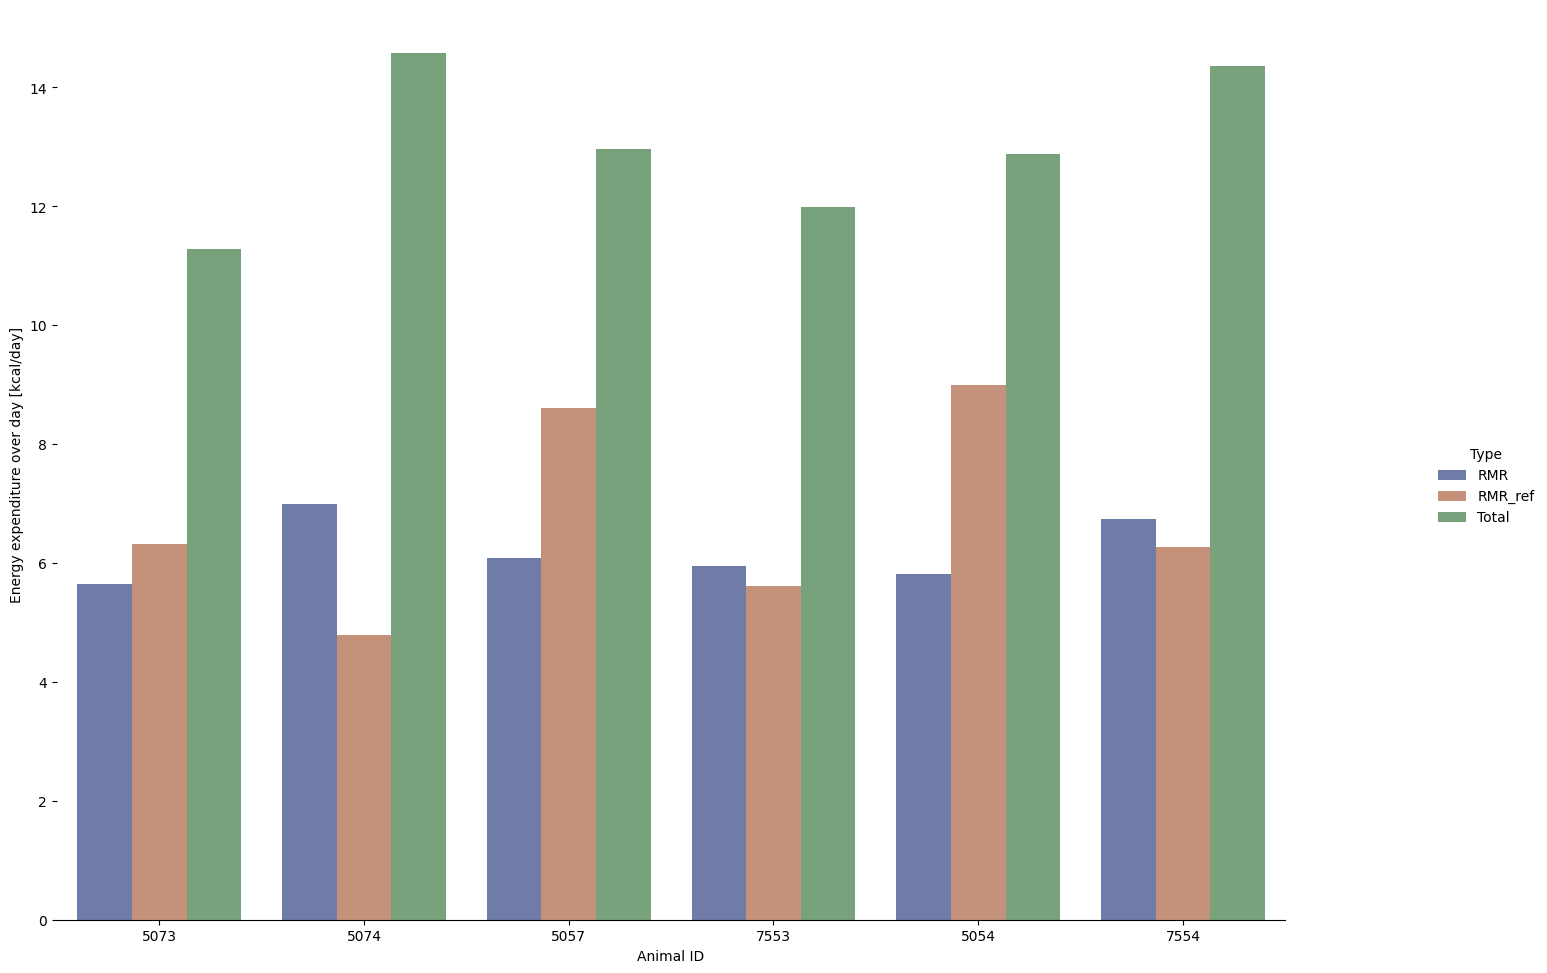 Energy expenditure over day [kcal/day]
14
12
10
8
6
4
2
0
5073
5074
5057
7553
5054
7554
Animal ID
Type
RMR
RMR_ref
Total